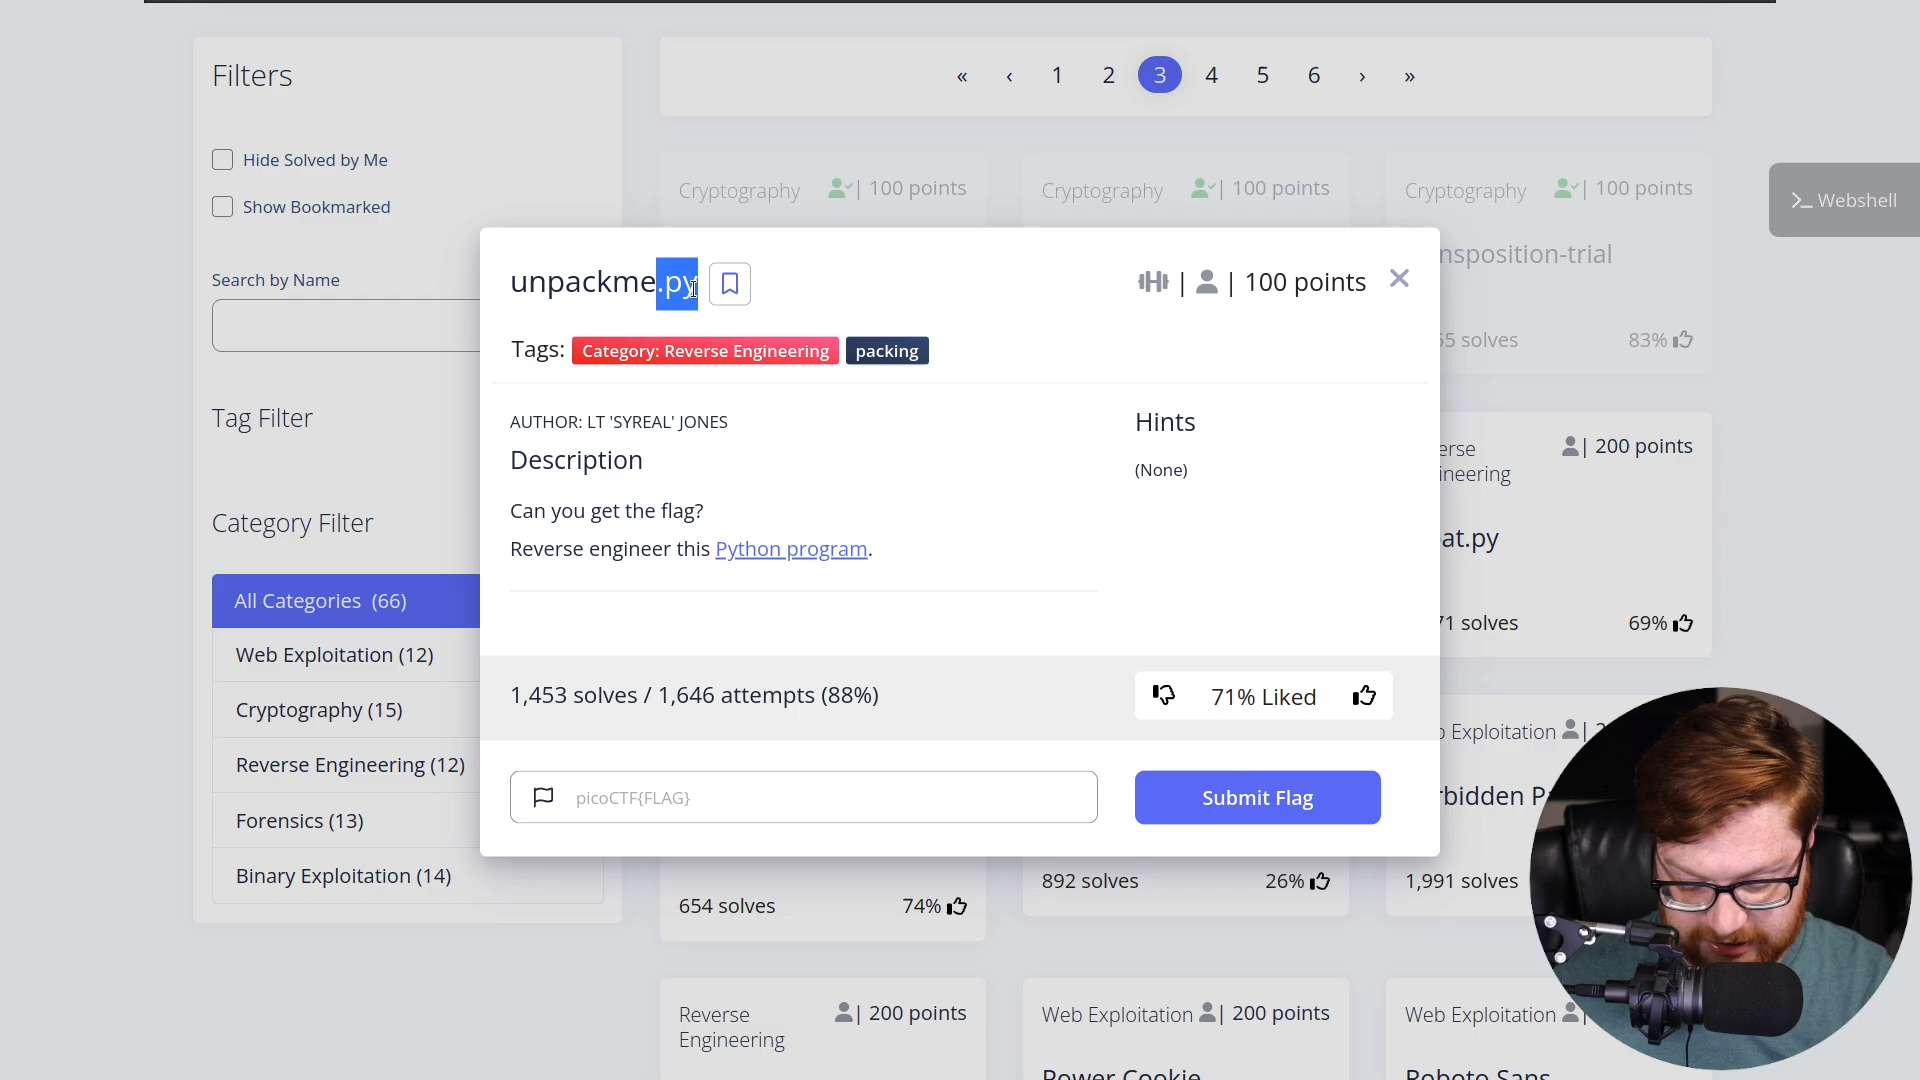 Filters
Hide Solved by Me
Show Bookmarked
Search by Name
Tag Filter
Category Filter
All Categories (66)
Web Exploitation (12)
Cryptography (15)
Reverse Engineering (12)
Forensics (13)
Binary Exploitation (14)
« ‹ 1 2 3 4 5 6 › »
Cryptography | 100 points
Cryptography | 100 points
Cryptography | 100 points
Webshell
nsposition-trial
solves 83%
unpackme.py
| | 100 points
Tags: Category: Reverse Engineering packing
AUTHOR: LT 'SYREAL' JONES
Description
Can you get the flag?
Reverse engineer this Python program.
Hints
(None)
1,453 solves / 1,646 attempts (88%)
71% Liked
picoCTF{FLAG}
Submit Flag
erse
ineering
| 200 points
at.py
71 solves 69%
Exploitation |
rbidden P
654 solves 74%
892 solves 26%
1,991 solves
Reverse
Engineering
| 200 points
Web Exploitation | 200 points
Power Cookie
Web Exploitation |
Roboto Sans